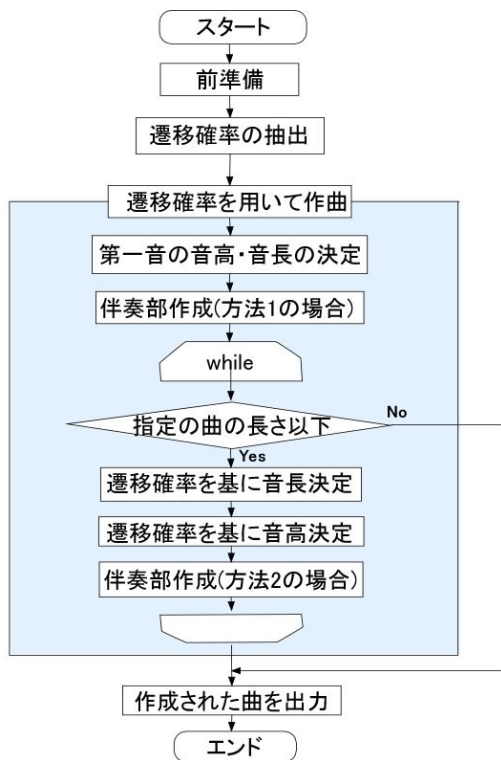 スタート
前準備
遷移確率の抽出
遷移確率を用いて作曲
第一音の音高・音長の決定
伴奏部作成(方法1の場合)
while
指定の曲の長さ以下
No
Yes
遷移確率を基に音長決定
遷移確率を基に音高決定
伴奏部作成(方法2の場合)
作成された曲を出力
エンド